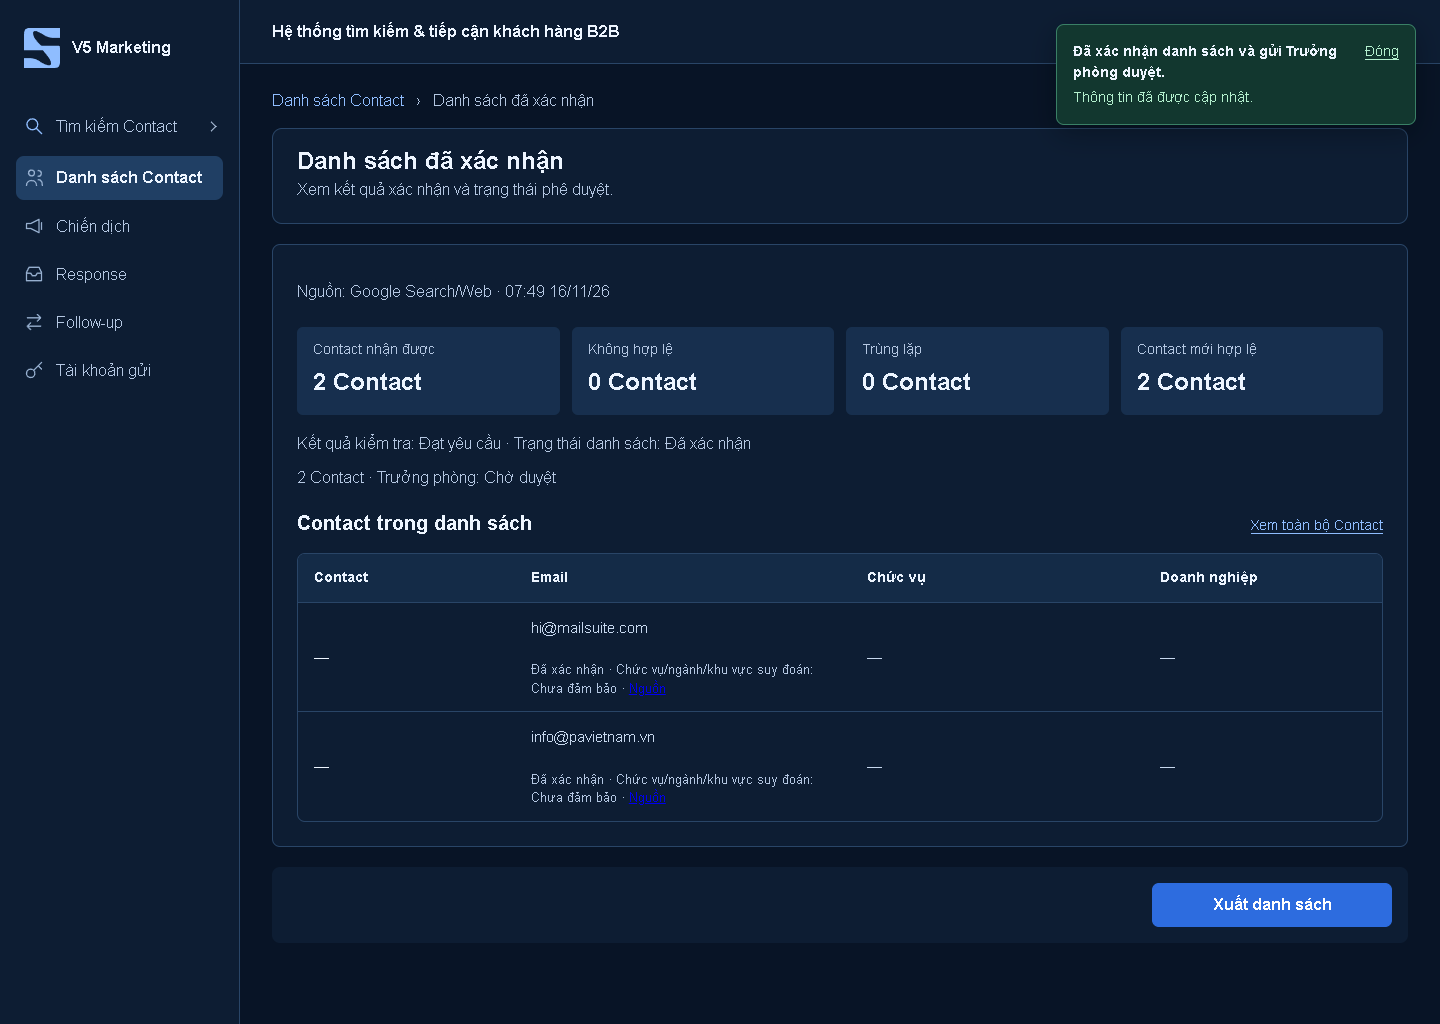 V5 Marketing
Hệ thống tìm kiếm & tiếp cận khách hàng B2B
Đã xác nhận danh sách và gửi Trưởng
phòng duyệt.
Đóng
Thông tin đã được cập nhật.
Tìm kiếm Contact
Danh sách Contact
Chiến dịch
Response
Follow-up
Tài khoản gửi
Danh sách Contact › Danh sách đã xác nhận
Danh sách đã xác nhận
Xem kết quả xác nhận và trạng thái phê duyệt.
Nguồn: Google Search/Web · 07:49 16/11/26
Contact nhận được
2 Contact
Không hợp lệ
0 Contact
Trùng lặp
0 Contact
Contact mới hợp lệ
2 Contact
Kết quả kiểm tra: Đạt yêu cầu · Trạng thái danh sách: Đã xác nhận
2 Contact · Trưởng phòng: Chờ duyệt
Contact trong danh sách
Xem toàn bộ Contact
Contact Email Chức vụ Doanh nghiệp
— hi@mailsuite.com — —
Đã xác nhận · Chức vụ/ngành/khu vực suy đoán:
Chưa đảm bảo · Nguồn
— info@pavietnam.vn — —
Đã xác nhận · Chức vụ/ngành/khu vực suy đoán:
Chưa đảm bảo · Nguồn
Xuất danh sách